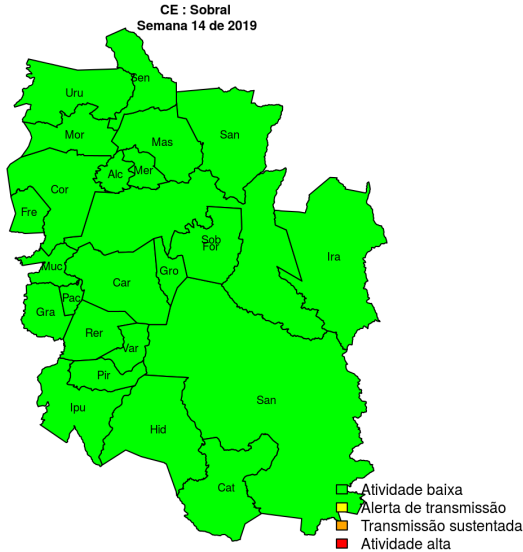 CE : Sobral
Semana 14 de 2019
Sen
Uru
Mor
Mas
San
Alc
Mer
Cor
Fre
Sob
For
Ira
Muc
Gro
Car
Pac
Gra
Rer
Var
Pir
San
Ipu
Hid
Cat
Atividade baixa
Alerta de transmissão
Transmissão sustentada
Atividade alta